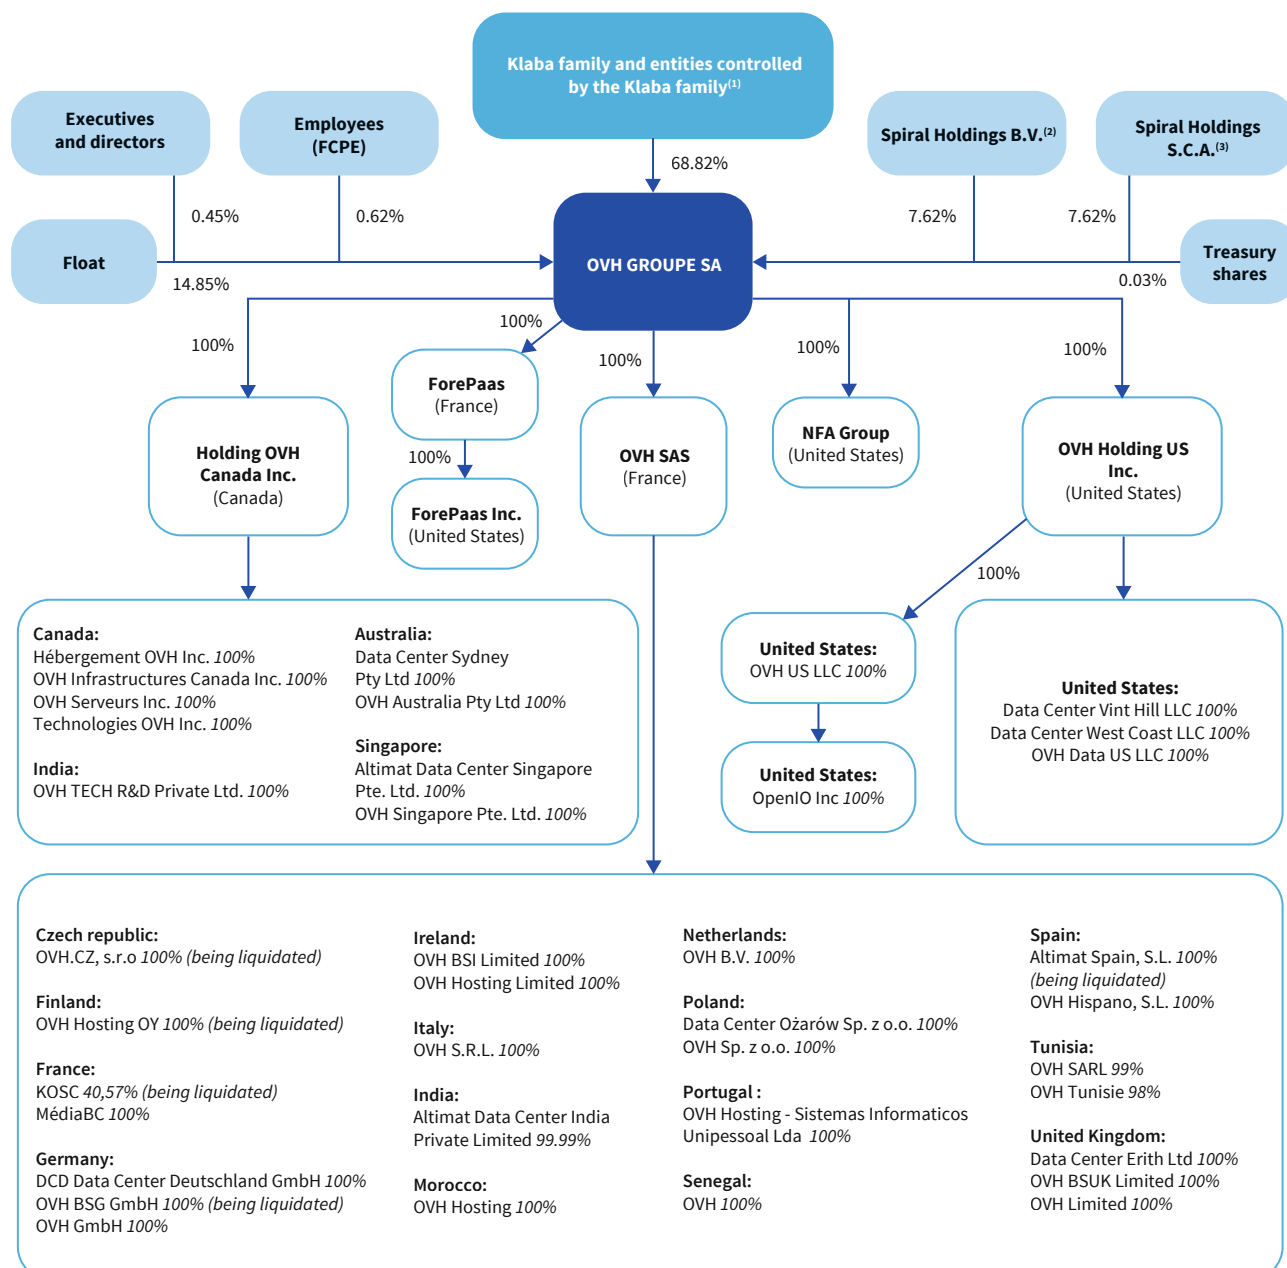 Klaba family and entities controlled
by the Klaba family(1)
Executives
and directors
Employees
(FCPE)
Spiral Holdings B.V.(2)
Spiral Holdings
S.C.A.(3)
68.82%
0.45%
0.62%
7.62%
7.62%
Float
OVH GROUPE SA
Treasury
shares
14.85%
0.03%
100%
100%
100%
100%
100%
ForePaas
(France)
Holding OVH
Canada Inc.
(Canada)
100%
ForePaas Inc.
(United States)
OVH SAS
(France)
NFA Group
(United States)
OVH Holding US
Inc.
(United States)
100%
Canada:
Hébergement OVH Inc. 100%
OVH Infrastructures Canada Inc. 100%
OVH Serveurs Inc. 100%
Technologies OVH Inc. 100%
India:
OVH TECH R&D Private Ltd. 100%
Australia:
Data Center Sydney
Pty Ltd 100%
OVH Australia Pty Ltd 100%
Singapore:
Altimat Data Center Singapore
Pte. Ltd. 100%
OVH Singapore Pte. Ltd. 100%
United States:
OVH US LLC 100%
United States:
OpenIO Inc 100%
United States:
Data Center Vint Hill LLC 100%
Data Center West Coast LLC 100%
OVH Data US LLC 100%
Czech republic:
OVH.CZ, s.r.o 100% (being liquidated)
Finland:
OVH Hosting OY 100% (being liquidated)
France:
KOSC 40,57% (being liquidated)
MédiaBC 100%
Germany:
DCD Data Center Deutschland GmbH 100%
OVH BSG GmbH 100% (being liquidated)
OVH GmbH 100%
Ireland:
OVH BSI Limited 100%
OVH Hosting Limited 100%
Italy:
OVH S.R.L. 100%
India:
Altimat Data Center India
Private Limited 99.99%
Morocco:
OVH Hosting 100%
Netherlands:
OVH B.V. 100%
Poland:
Data Center Ożarów Sp. z o.o. 100%
OVH Sp. z o.o. 100%
Portugal :
OVH Hosting - Sistemas Informaticos
Unipessoal Lda 100%
Senegal:
OVH 100%
Spain:
Altimat Spain, S.L. 100%
(being liquidated)
OVH Hispano, S.L. 100%
Tunisia:
OVH SARL 99%
OVH Tunisie 98%
United Kingdom:
Data Center Erith Ltd 100%
OVH BSUK Limited 100%
OVH Limited 100%